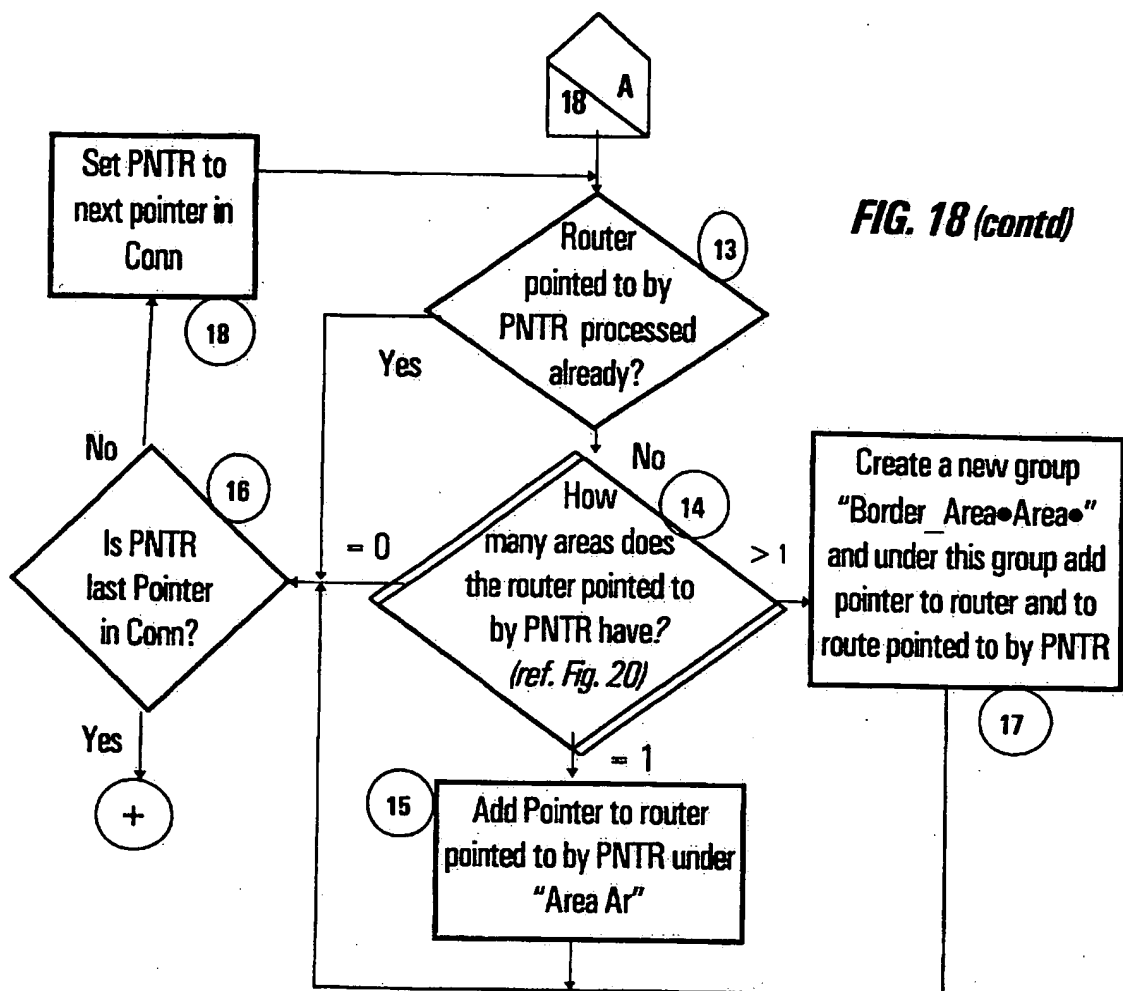 18
A
Set PNTR to
next pointer in
Conn
18
FIG. 18 (contd)
Router
pointed to by
PNTR processed
already?
13
Yes
No
No
16
Is PNTR
last Pointer
in Conn?
Yes
+
= 0
How
many areas does
the router pointed to
by PNTR have?
(ref. Fig. 20)
14
> 1
= 1
Create a new group
"Border_Area•Area•"
and under this group add
pointer to router and to
route pointed to by PNTR
17
15
Add Pointer to router
pointed to by PNTR under
"Area Ar"